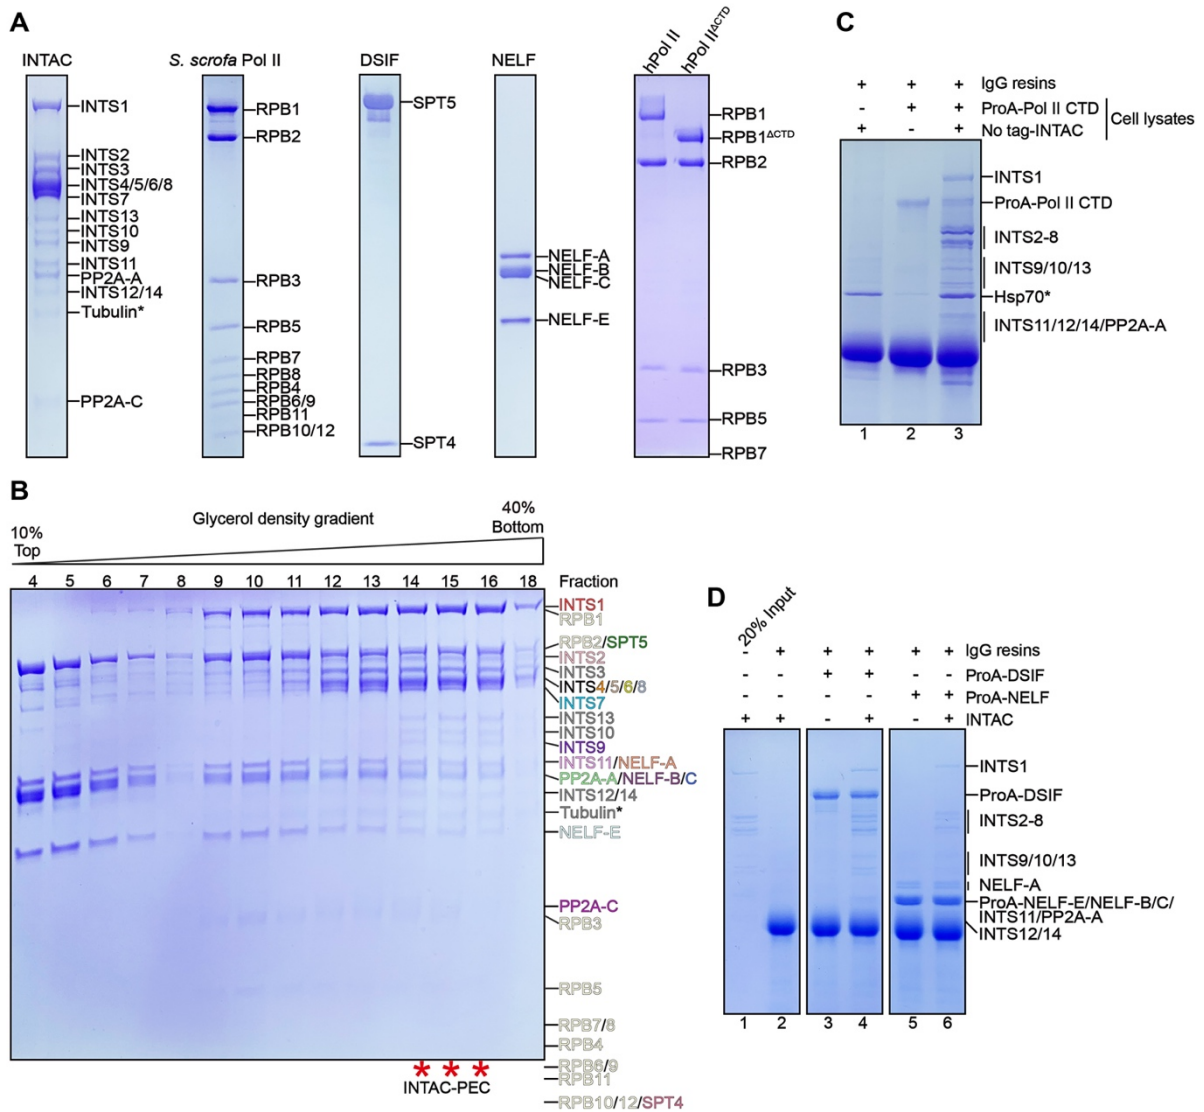 A
INTAC
INTS1
INTS2
INTS3
INTS4/5/6/8
INTS7
INTS13
INTS10
INTS9
INTS11
PP2A-A
INTS12/14
Tubulin*
PP2A-C
S. scrofa Pol II
RPB1
RPB2
RPB3
RPB5
RPB7
RPB8
RPB4
RPB6/9
RPB11
RPB10/12
DSIF
SPT5
SPT4
NELF
NELF-A
NELF-B
NELF-C
NELF-E
hPol II
hPol IIΔCTD
RPB1
RPB1ΔCTD
RPB2
RPB3
RPB5
RPB7
C
+ + + IgG resins
- + + ProA-Pol II CTD
+ - + No tag-INTAC
Cell lysates
INTS1
ProA-Pol II CTD
INTS2-8
INTS9/10/13
Hsp70*
INTS11/12/14/PP2A-A
1 2 3
B
Glycerol density gradient
10%
Top
40%
Bottom
4 5 6 7 8 9 10 11 12 13 14 15 16 18 Fraction
INTS1
RPB1
RPB2/SPT5
INTS2
INTS3
INTS4/5/6/8
INTS7
INTS13
INTS10
INTS9
INTS11/NELF-A
PP2A-A/NELF-B/C
INTS12/14
Tubulin*
NELF-E
PP2A-C
RPB3
RPB5
RPB7/8
RPB4
RPB6/9
RPB11
RPB10/12/SPT4
* * *
INTAC-PEC
D
20% Input
- + + + + + IgG resins
- - + + - - ProA-DSIF
- - - - + + ProA-NELF
+ + - + - + INTAC
INTS1
ProA-DSIF
INTS2-8
INTS9/10/13
NELF-A
ProA-NELF-E/NELF-B/C/
INTS11/PP2A-A
INTS12/14
1 2 3 4 5 6